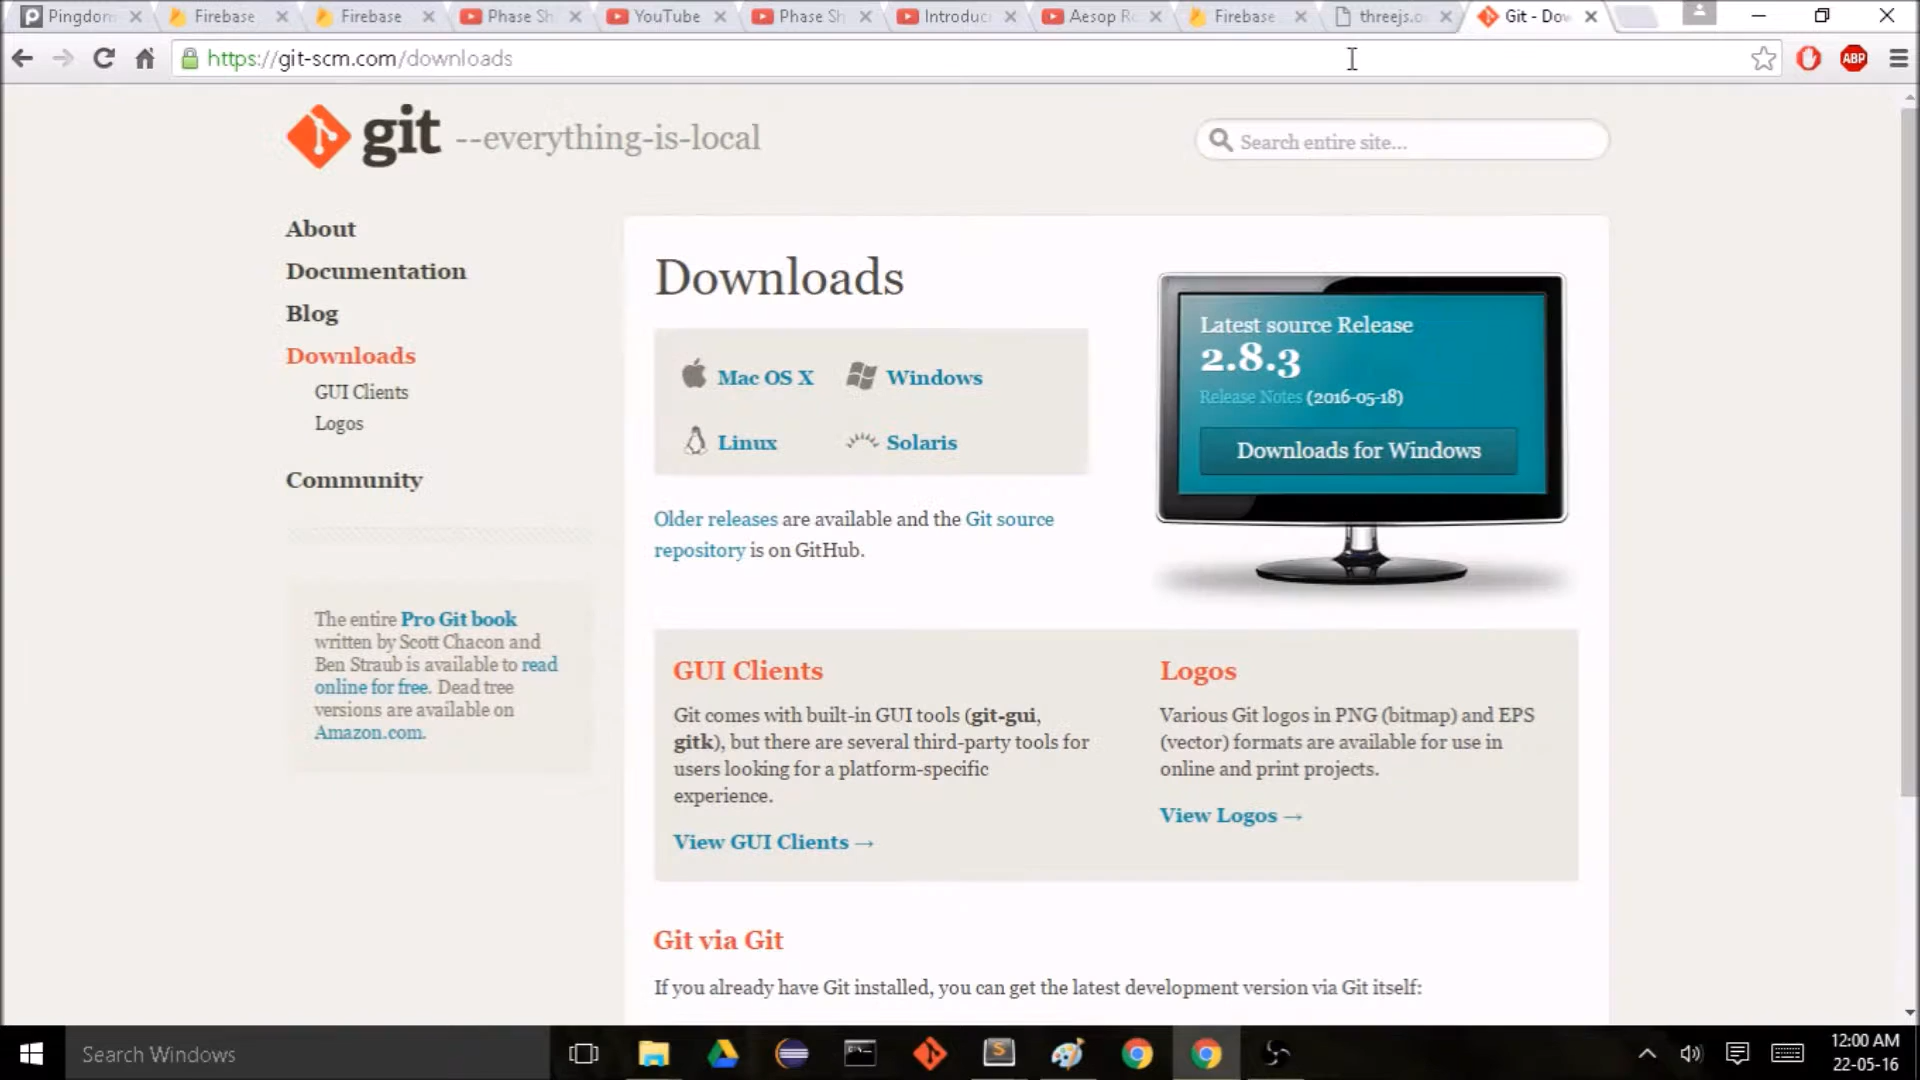 Pingdom
Firebase
Firebase
Phase Sh
YouTube
Phase Sh
Introduc
Aesop Ro
Firebase
threejs.o
Git - Dow
https://git-scm.com/downloads
ABP
git --everything-is-local
Search entire site...
About
Documentation
Blog
Downloads
GUI Clients
Logos
Community
The entire Pro Git book
written by Scott Chacon and
Ben Straub is available to read
online for free. Dead tree
versions are available on
Amazon.com.
Downloads
Mac OS X
Windows
Linux
Solaris
Older releases are available and the Git source
repository is on GitHub.
Latest source Release
2.8.3
Release Notes (2016-05-18)
Downloads for Windows
GUI Clients
Git comes with built-in GUI tools (git-gui,
gitk), but there are several third-party tools for
users looking for a platform-specific
experience.
View GUI Clients →
Logos
Various Git logos in PNG (bitmap) and EPS
(vector) formats are available for use in
online and print projects.
View Logos →
Git via Git
If you already have Git installed, you can get the latest development version via Git itself:
Search Windows
12:00 AM
22-05-16